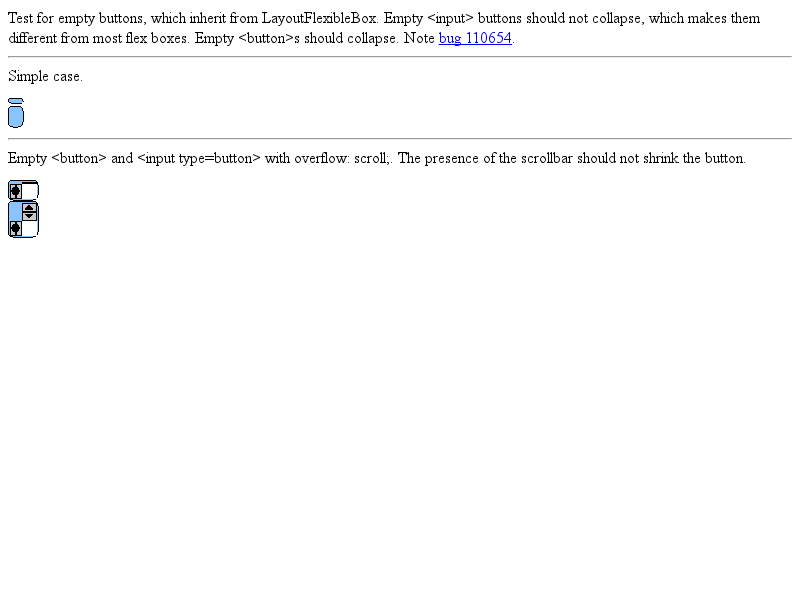 Test for empty buttons, which inherit from LayoutFlexibleBox. Empty <input> buttons should not collapse, which makes them
different from most flex boxes. Empty <button>s should collapse. Note bug 110654.
Simple case.
Empty <button> and <input type=button> with overflow: scroll;. The presence of the scrollbar should not shrink the button.